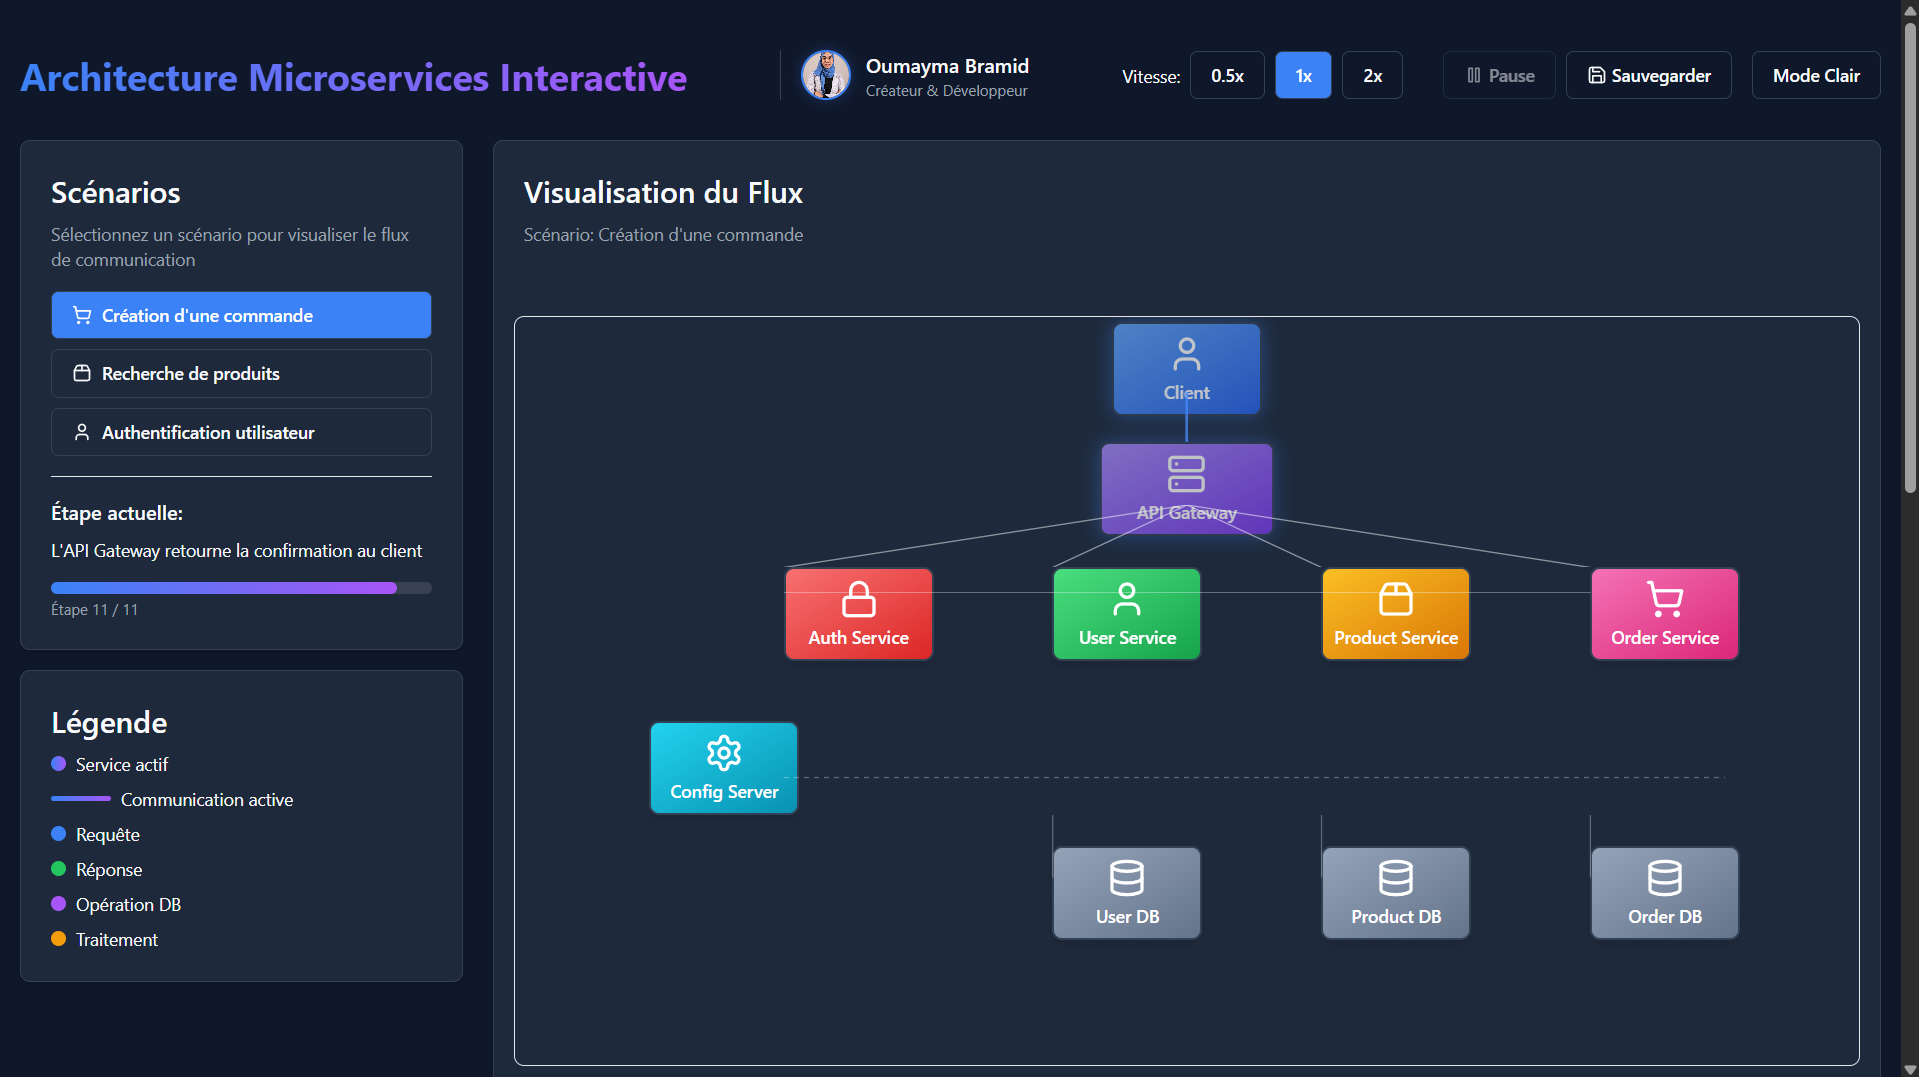 Architecture Microservices Interactive
Oumayma Bramid
Créateur & Développeur
Vitesse:
0.5x
1x
2x
Pause
Sauvegarder
Mode Clair
Scénarios
Sélectionnez un scénario pour visualiser le flux
de communication
Création d'une commande
Recherche de produits
Authentification utilisateur
Étape actuelle:
L'API Gateway retourne la confirmation au client
Étape 11 / 11
Légende
Service actif
Communication active
Requête
Réponse
Opération DB
Traitement
Visualisation du Flux
Scénario: Création d'une commande
Client
API Gateway
Auth Service
User Service
Product Service
Order Service
Config Server
User DB
Product DB
Order DB